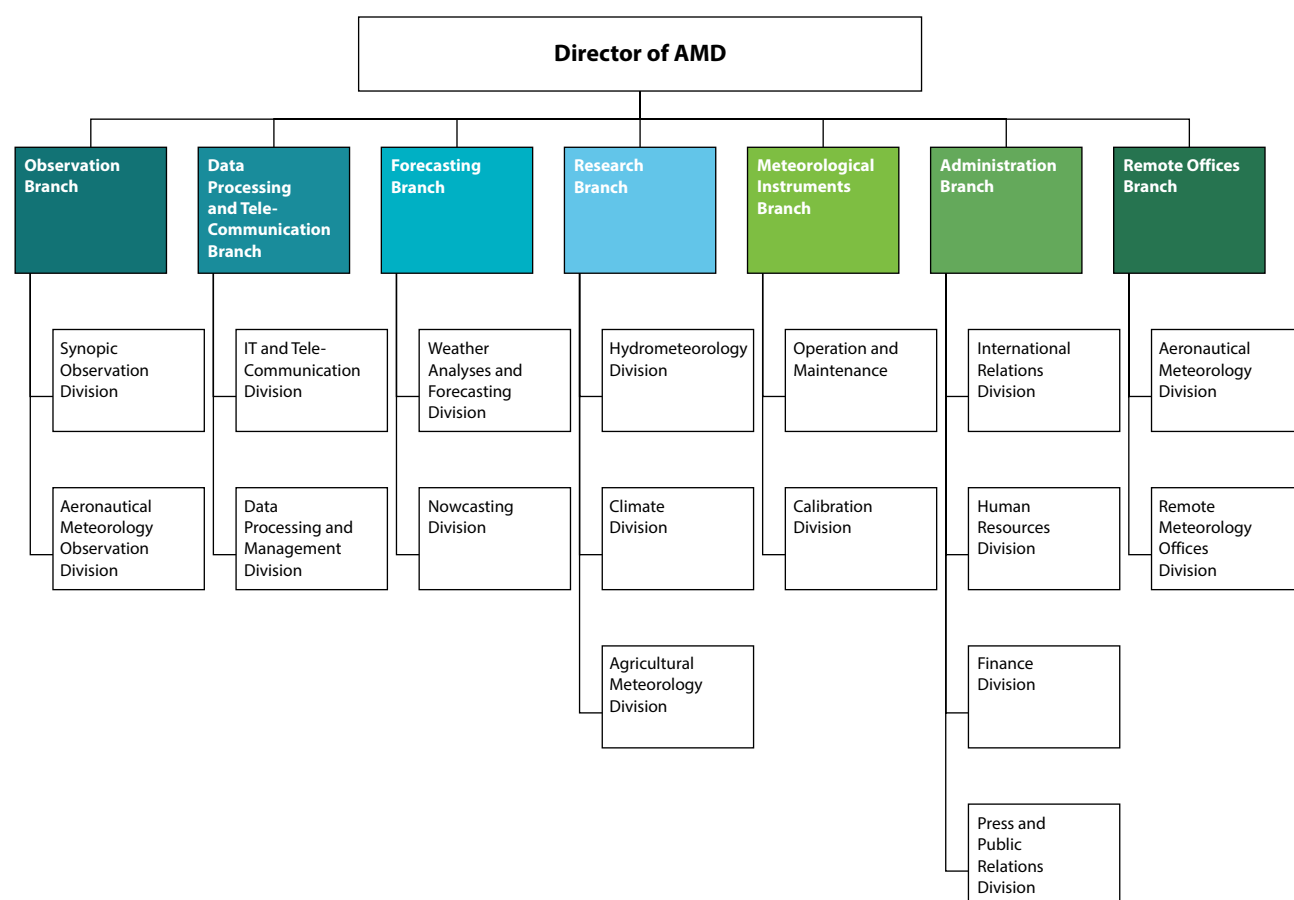 Director of AMD
Observation
Branch
Data
Processing
and Tele-
Communication
Branch
Forecasting
Branch
Research
Branch
Meteorological
Instruments
Branch
Administration
Branch
Remote Offices
Branch
Synopic
Observation
Division
IT and Tele-
Communication
Division
Weather
Analyses and
Forecasting
Division
Hydrometeorology
Division
Operation and
Maintenance
International
Relations
Division
Aeronautical
Meteorology
Division
Aeronautical
Meteorology
Observation
Division
Data
Processing and
Management
Division
Nowcasting
Division
Climate
Division
Calibration
Division
Human
Resources
Division
Remote
Meteorology
Offices
Division
Agricultural
Meteorology
Division
Finance
Division
Press and
Public
Relations
Division